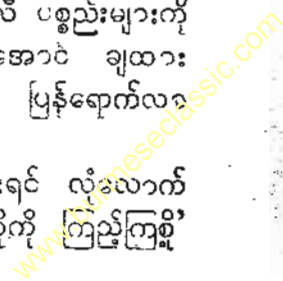 ပစ္စည်းများကို
အောင် ချထား
ပြန်ရောက်လာ
ရင် လုံလောက်
ကို ကြည့်ကြစို့
www.burmeseclassic.com